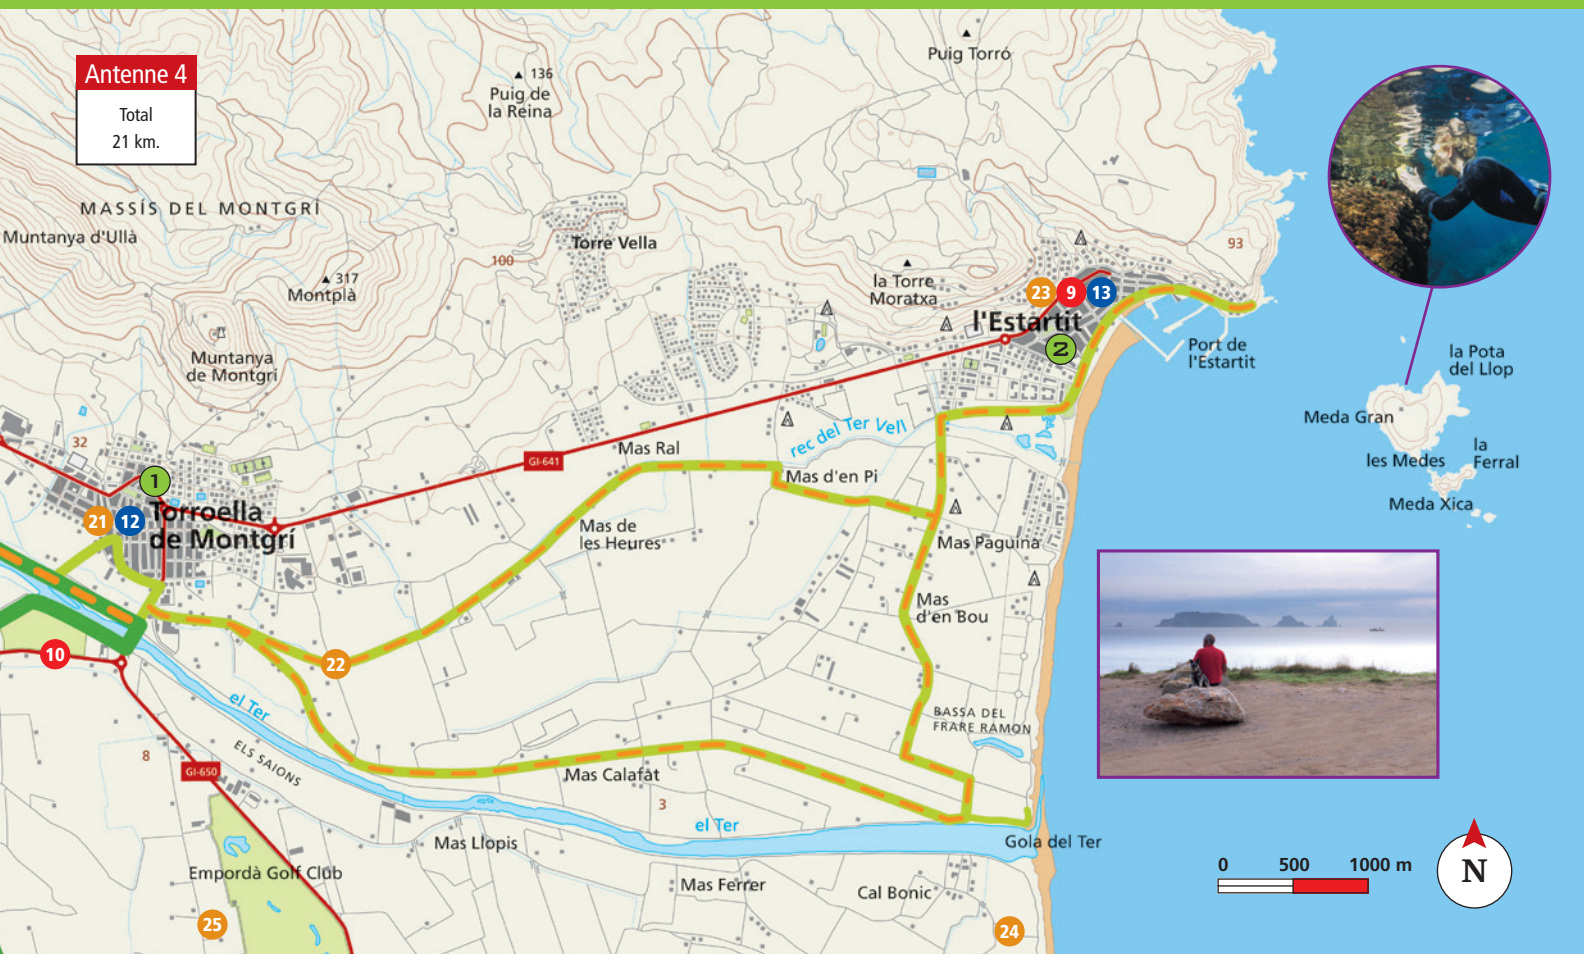 Antenne 4
Total
21 km.
Puig Torró
136
Puig de
la Reina
MASSÍS DEL MONTGRÍ
Muntanya d'Ullà
Torre Vella
93
100
317
Montplà
la Torre
Moratxa
23
9
13
l'Estartit
2
Port de
l'Estartit
Muntanya
de Montgrí
la Pota
del Llop
Meda Gran
les Medes
la
Ferral
Meda Xica
32
rec del Ter Vell
Mas Ral
GI-641
Mas d'en Pi
1
21
12
Torroella
de Montgrí
Mas de
les Heures
Mas Paguina
Mas
d'en Bou
10
22
el Ter
BASSA DEL
FRARE RAMON
8
ELS SAIONS
GI-650
Mas Calafat
3
el Ter
Mas Llopis
Gola del Ter
Empordà Golf Club
Mas Ferrer
Cal Bonic
25
24
0 500 1000 m
N